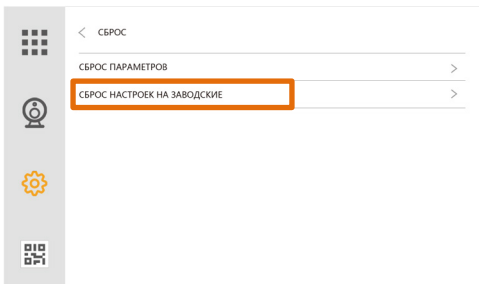 СБРОС
СБРОС ПАРАМЕТРОВ
СБРОС НАСТРОЕК НА ЗАВОДСКИЕ